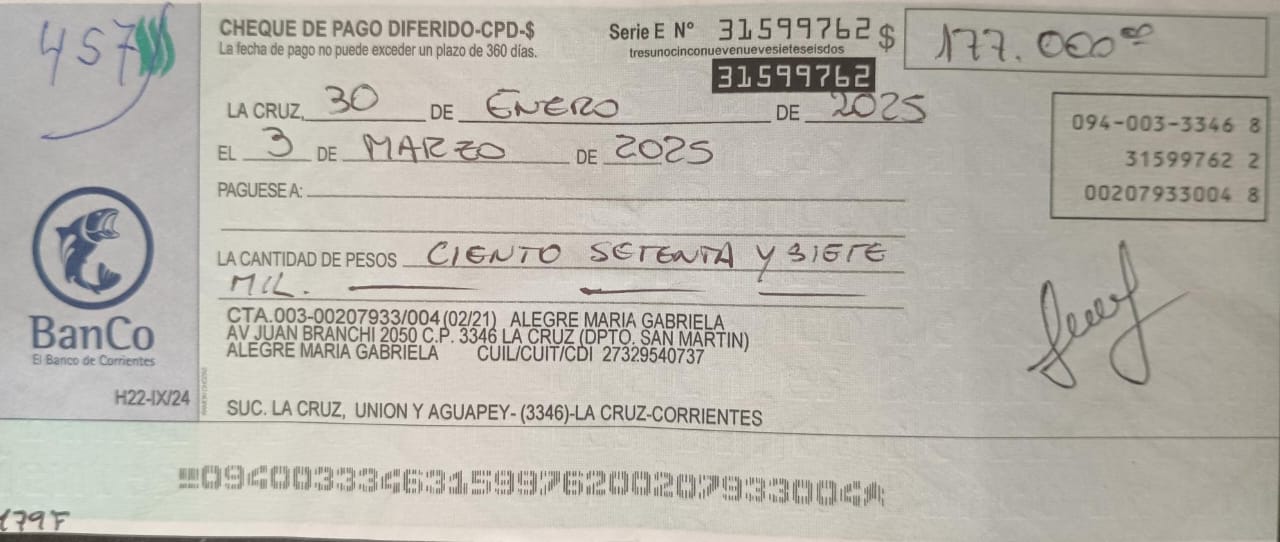 457
CHEQUE DE PAGO DIFERIDO-CPD-$
La fecha de pago no puede exceder un plazo de 360 días.
Serie E Nº 31599762
tresunocinconuevenuevesieteseisdos
31599762
$ 177.000,00
LA CRUZ, 30 DE ENERO DE 2025
EL 3 DE MARZO DE 2025
094-003-3346 8
31599762 2
00207933004 8
PAGUESE A:
LA CANTIDAD DE PESOS CIENTO SETENTA Y SIETE
MIL.
CTA.003-00207933/004 (02/21) ALEGRE MARIA GABRIELA
AV JUAN BRANCHI 2050 C.P. 3346 LA CRUZ (DPTO. SAN MARTIN)
ALEGRE MARIA GABRIELA CUIL/CUIT/CDI 27329540737
BanCo
El Banco de Corrientes
H22-IX/24
SUC. LA CRUZ, UNION Y AGUAPEY- (3346)-LA CRUZ-CORRIENTES
09400333463159976200207933004
179F